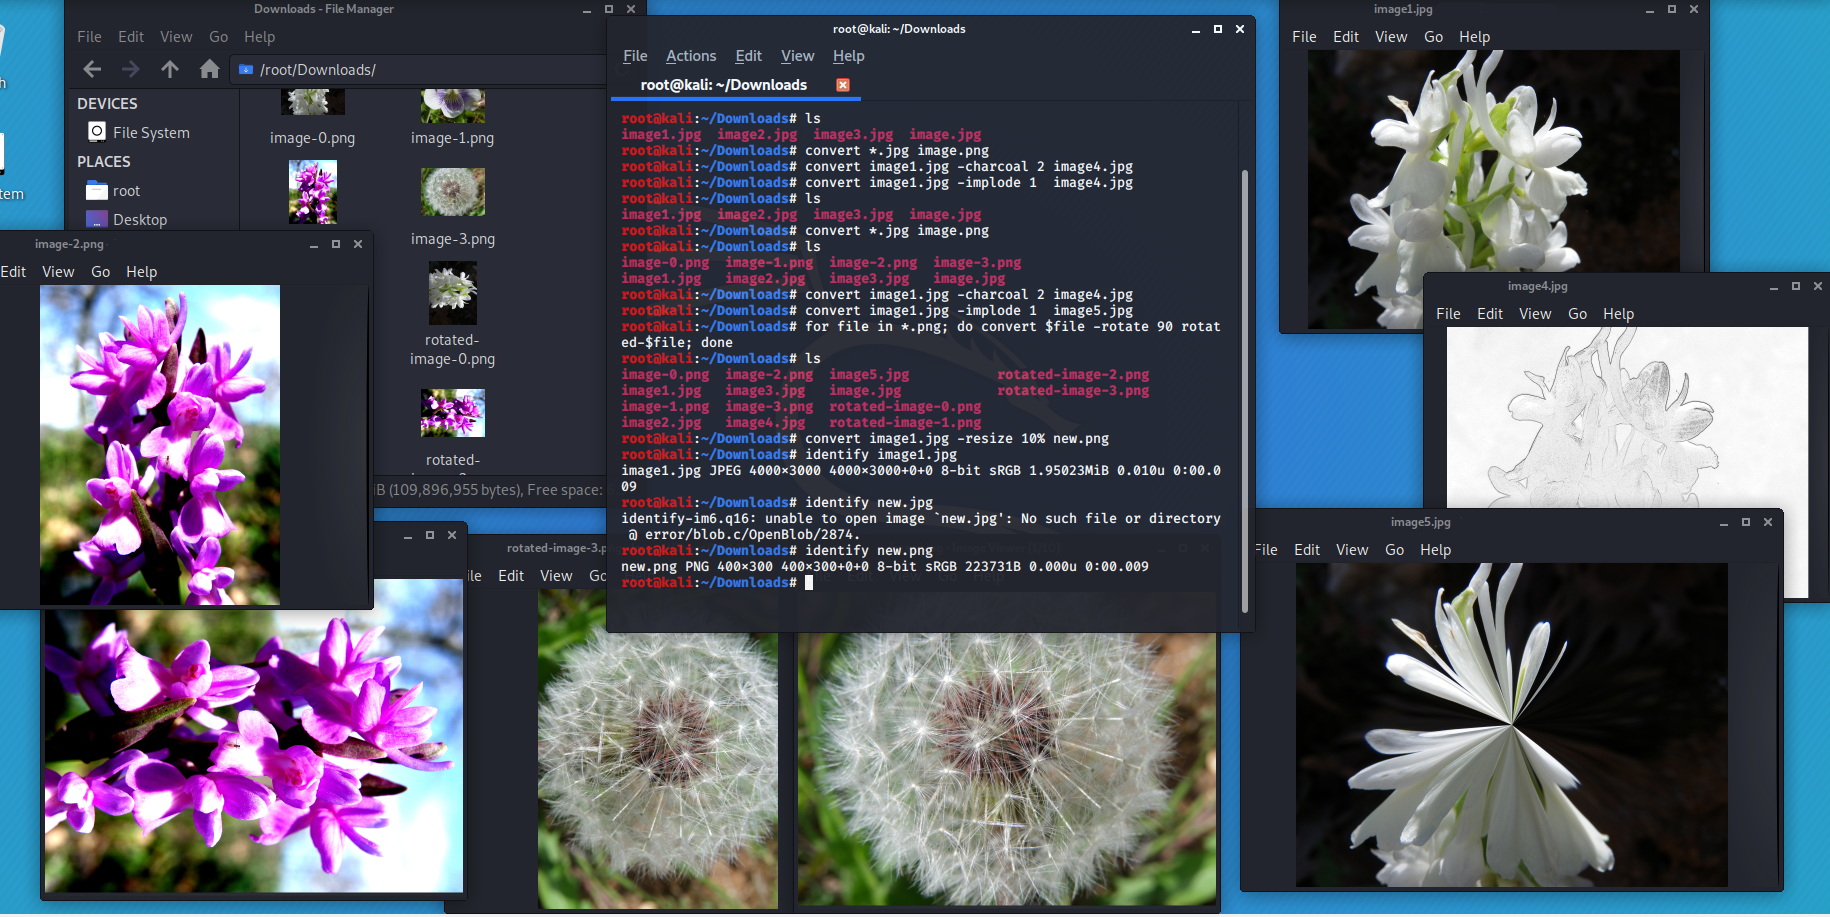 Downloads - File Manager
File Edit View Go Help
/root/Downloads/
DEVICES
File System
PLACES
root
Desktop
image-0.png image-1.png
image-3.png
rotated-
image-0.png
rotated-
iB (109,896,955 bytes), Free space:
h
tem
image-2.png
Edit View Go Help
root@kali: ~/Downloads
File Actions Edit View Help
root@kali: ~/Downloads
root@kali:~/Downloads# ls
image1.jpg image2.jpg image3.jpg image.jpg
root@kali:~/Downloads# convert *.jpg image.png
root@kali:~/Downloads# convert image1.jpg -charcoal 2 image4.jpg
root@kali:~/Downloads# convert image1.jpg -implode 1  image4.jpg
root@kali:~/Downloads# ls
image1.jpg image2.jpg image3.jpg image.jpg
root@kali:~/Downloads# convert *.jpg image.png
root@kali:~/Downloads# ls
image-0.png image-1.png image-2.png image-3.png
image1.jpg image2.jpg image3.jpg image.jpg
root@kali:~/Downloads# convert image1.jpg -charcoal 2 image4.jpg
root@kali:~/Downloads# convert image1.jpg -implode 1  image5.jpg
root@kali:~/Downloads# for file in *.png; do convert $file -rotate 90 rotat
ed-$file; done
root@kali:~/Downloads# ls
image-0.png image-2.png image5.jpg rotated-image-2.png
image1.jpg image3.jpg image.jpg rotated-image-3.png
image-1.png image-3.png rotated-image-0.png
image2.jpg image4.jpg rotated-image-1.png
root@kali:~/Downloads# convert image1.jpg -resize 10% new.png
root@kali:~/Downloads# identify image1.jpg
image1.jpg JPEG 4000×3000 4000×3000+0+0 8-bit sRGB 1.95023MiB 0.010u 0:00.0
09
root@kali:~/Downloads# identify new.jpg
identify-im6.q16: unable to open image `new.jpg': No such file or directory
@ error/blob.c/OpenBlob/2874.
root@kali:~/Downloads# identify new.png
new.png PNG 400×300 400×300+0+0 8-bit sRGB 223731B 0.000u 0:00.009
root@kali:~/Downloads#
image1.jpg
File Edit View Go Help
image4.jpg
File Edit View Go Help
image5.jpg
File Edit View Go Help
rotated-image-3.p
ile Edit View Go